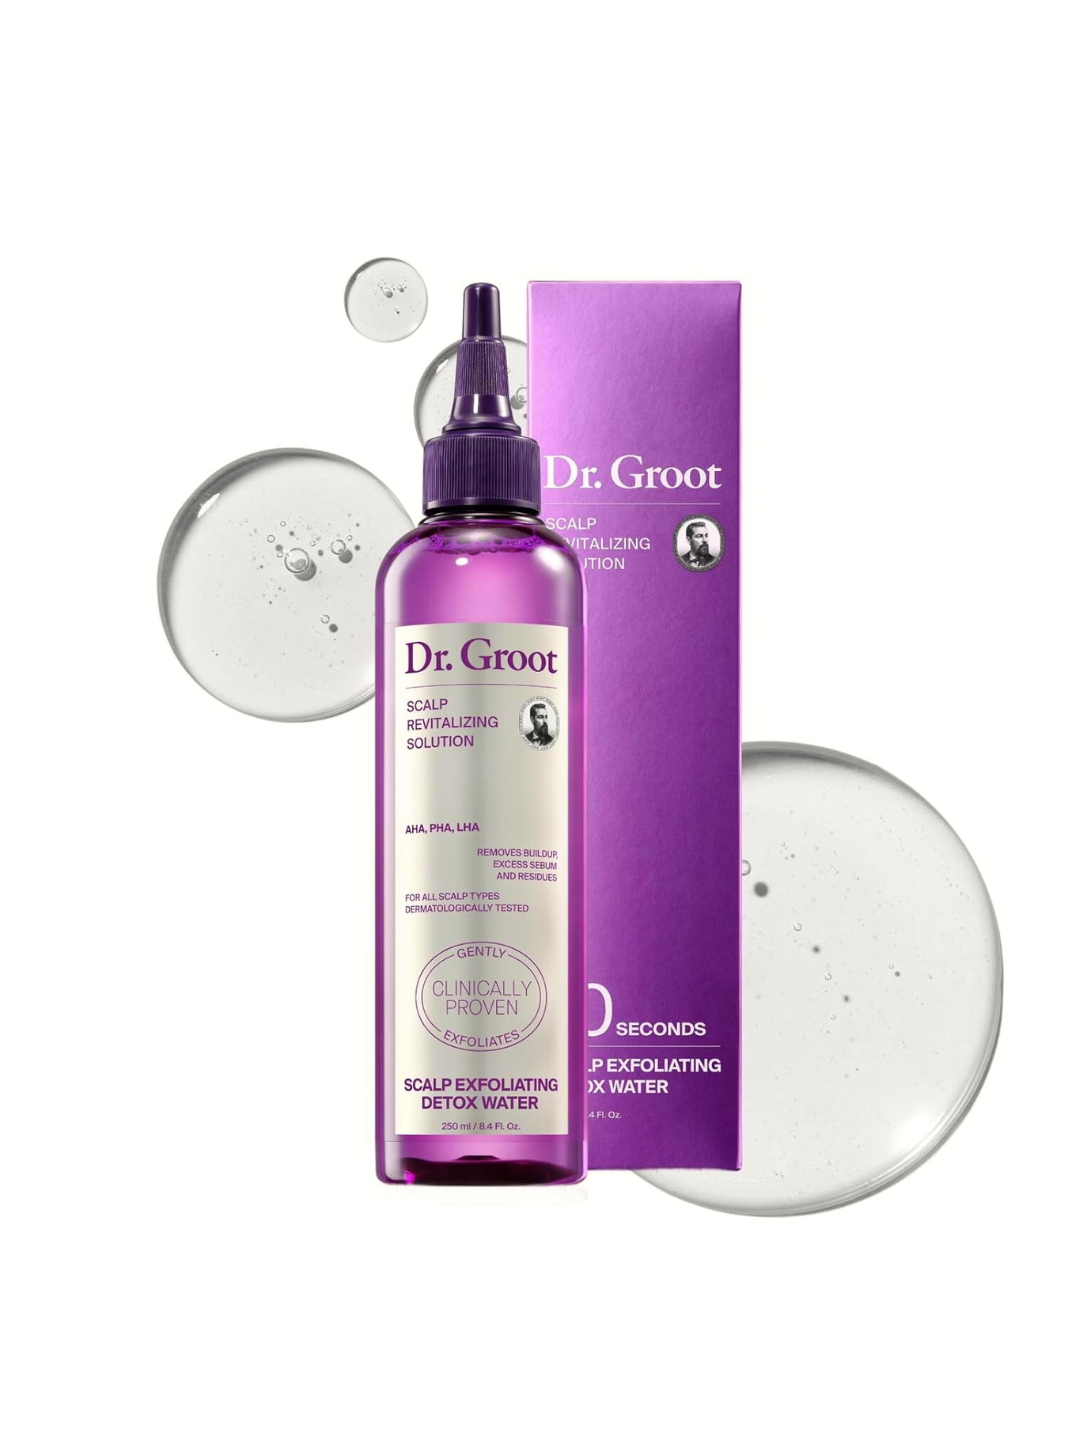 Dr. Groot
SCALP
REVITALIZING
SOLUTION
AHA, PHA, LHA
REMOVES BUILDUP,
EXCESS SEBUM
AND RESIDUES
FOR ALL SCALP TYPES
DERMATOLOGICALLY TESTED
GENTLY
CLINICALLY
PROVEN
EXFOLIATES
SCALP EXFOLIATING
DETOX WATER
250 ml / 8.4 Fl. Oz.
Dr. Groot
SCALP
VITALIZING
UTION
0 SECONDS
LP EXFOLIATING
OX WATER
4 Fl. Oz.